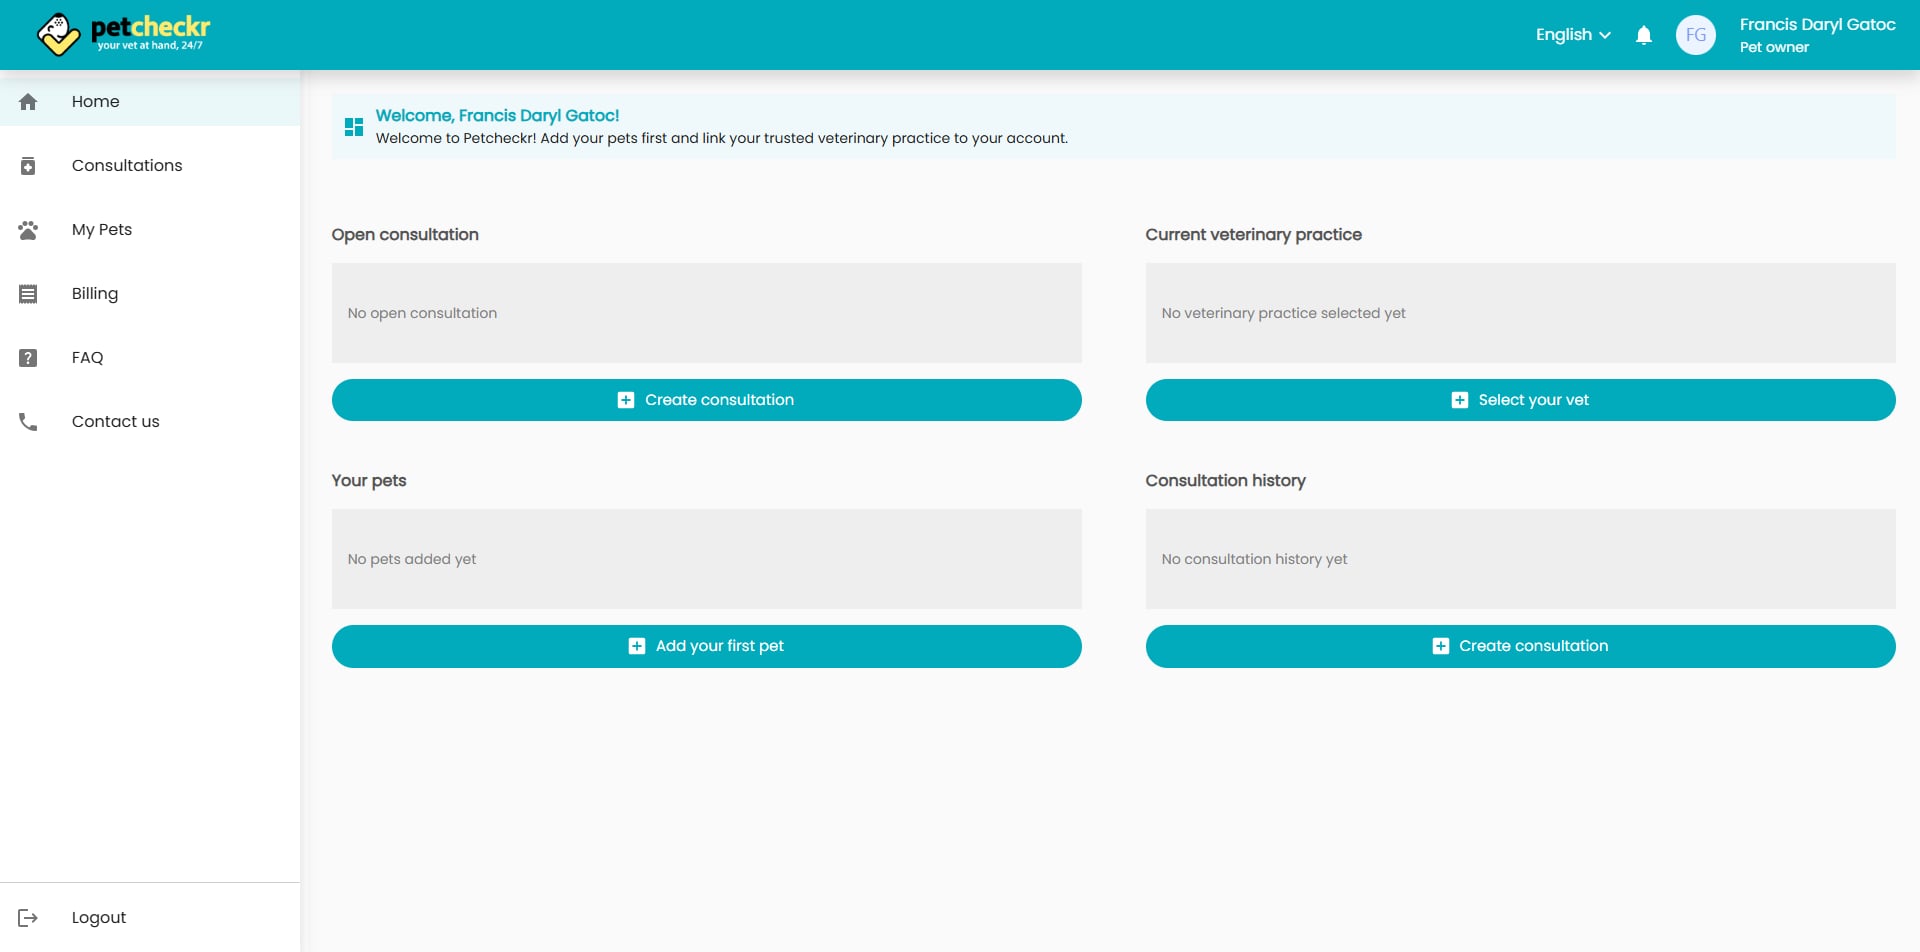 petcheckr
your vet at hand, 24/7
English
FG
Francis Daryl Gatoc
Pet owner
Home
Consultations
My Pets
Billing
FAQ
Contact us
Logout
Welcome, Francis Daryl Gatoc!
Welcome to Petcheckr! Add your pets first and link your trusted veterinary practice to your account.
Open consultation
No open consultation
Create consultation
Current veterinary practice
No veterinary practice selected yet
Select your vet
Your pets
No pets added yet
Add your first pet
Consultation history
No consultation history yet
Create consultation